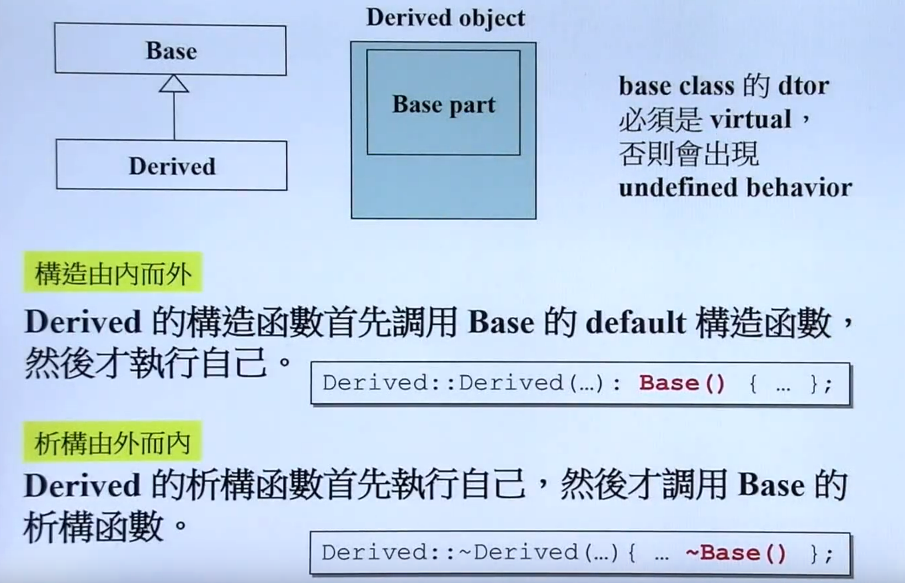 Derived object
Base
Base part
Derived
base class 的 dtor
必須是 virtual，
否則會出現
undefined behavior
構造由內而外
Derived 的構造函數首先調用 Base 的 default 構造函數，
然後才執行自己。
Derived::Derived(…): Base() { … };
析構由外而內
Derived 的析構函數首先執行自己，然後才調用 Base 的
析構函數。
Derived::~Derived(…){ … ~Base() };